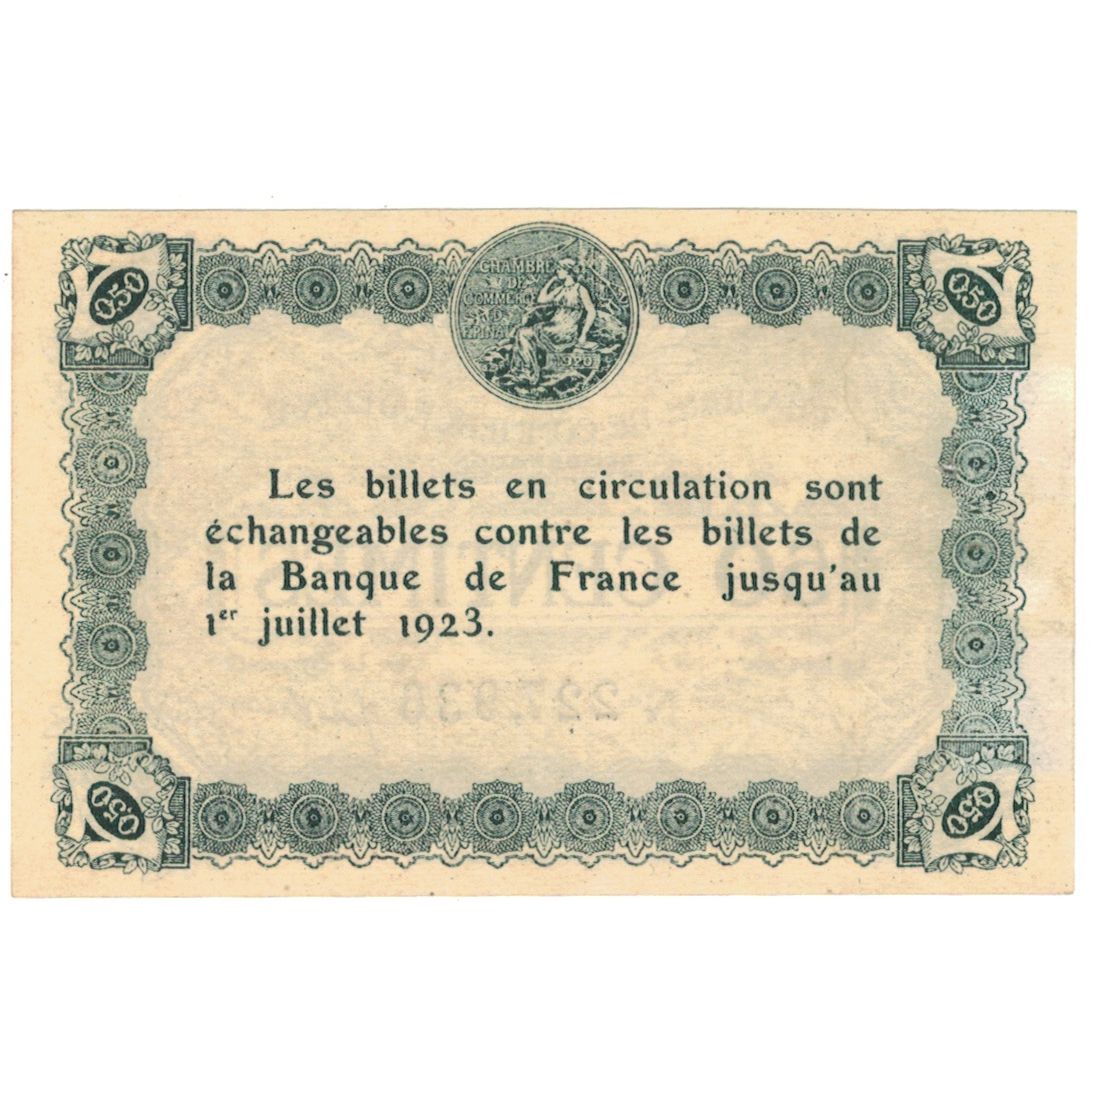 0.50
CHAMBRE
DE
COMMERCE
D'EPINAL
1920
0.50
Les billets en circulation sont
échangeables contre les billets de
la Banque de France jusqu'au
1er juillet 1923.
0.50
0.50